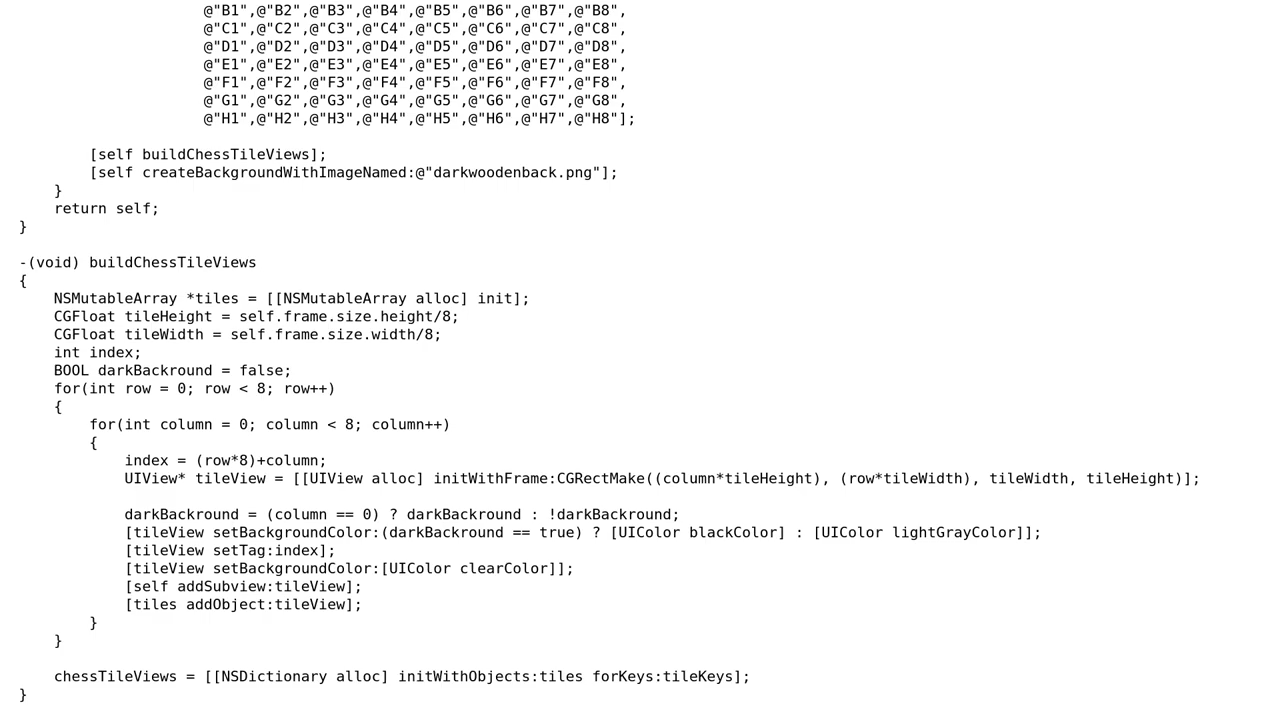 @"B1",@"B2",@"B3",@"B4",@"B5",@"B6",@"B7",@"B8",
@"C1",@"C2",@"C3",@"C4",@"C5",@"C6",@"C7",@"C8",
@"D1",@"D2",@"D3",@"D4",@"D5",@"D6",@"D7",@"D8",
@"E1",@"E2",@"E3",@"E4",@"E5",@"E6",@"E7",@"E8",
@"F1",@"F2",@"F3",@"F4",@"F5",@"F6",@"F7",@"F8",
@"G1",@"G2",@"G3",@"G4",@"G5",@"G6",@"G7",@"G8",
@"H1",@"H2",@"H3",@"H4",@"H5",@"H6",@"H7",@"H8"];
[self buildChessTileViews];
[self createBackgroundWithImageNamed:@"darkwoodenback.png"];
}
return self;
}
-(void) buildChessTileViews
{
NSMutableArray *tiles = [[NSMutableArray alloc] init];
CGFloat tileHeight = self.frame.size.height/8;
CGFloat tileWidth = self.frame.size.width/8;
int index;
BOOL darkBackround = false;
for(int row = 0; row < 8; row++)
{
for(int column = 0; column < 8; column++)
{
index = (row*8)+column;
UIView* tileView = [[UIView alloc] initWithFrame:CGRectMake((column*tileHeight), (row*tileWidth), tileWidth, tileHeight)];
darkBackround = (column == 0) ? darkBackround : !darkBackround;
[tileView setBackgroundColor:(darkBackround == true) ? [UIColor blackColor] : [UIColor lightGrayColor]];
[tileView setTag:index];
[tileView setBackgroundColor:[UIColor clearColor]];
[self addSubview:tileView];
[tiles addObject:tileView];
}
}
chessTileViews = [[NSDictionary alloc] initWithObjects:tiles forKeys:tileKeys];
}